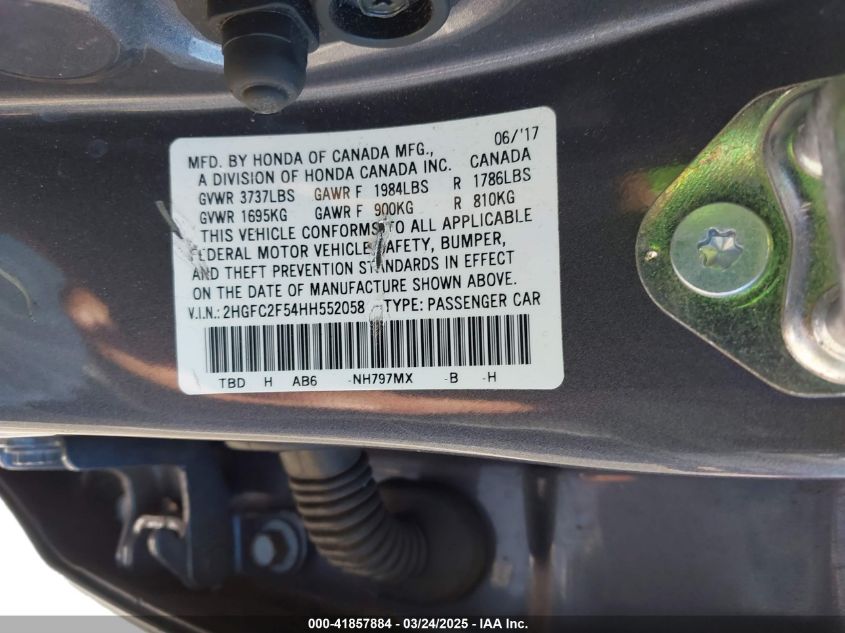 06/'17
MFD. BY HONDA OF CANADA MFG., CANADA
A DIVISION OF HONDA CANADA INC.
GVWR 3737LBS GAWR F 1984LBS R 1786LBS
GVWR 1695KG GAWR F 900KG R 810KG
THIS VEHICLE CONFORMS TO ALL APPLICABLE
FEDERAL MOTOR VEHICLE SAFETY, BUMPER,
AND THEFT PREVENTION STANDARDS IN EFFECT
ON THE DATE OF MANUFACTURE SHOWN ABOVE.
V.I.N.: 2HGFC2F54HH552058 TYPE: PASSENGER CAR
TBD H AB6 -NH797MX -B -H
000-41857884 - 03/24/2025 - IAA Inc.